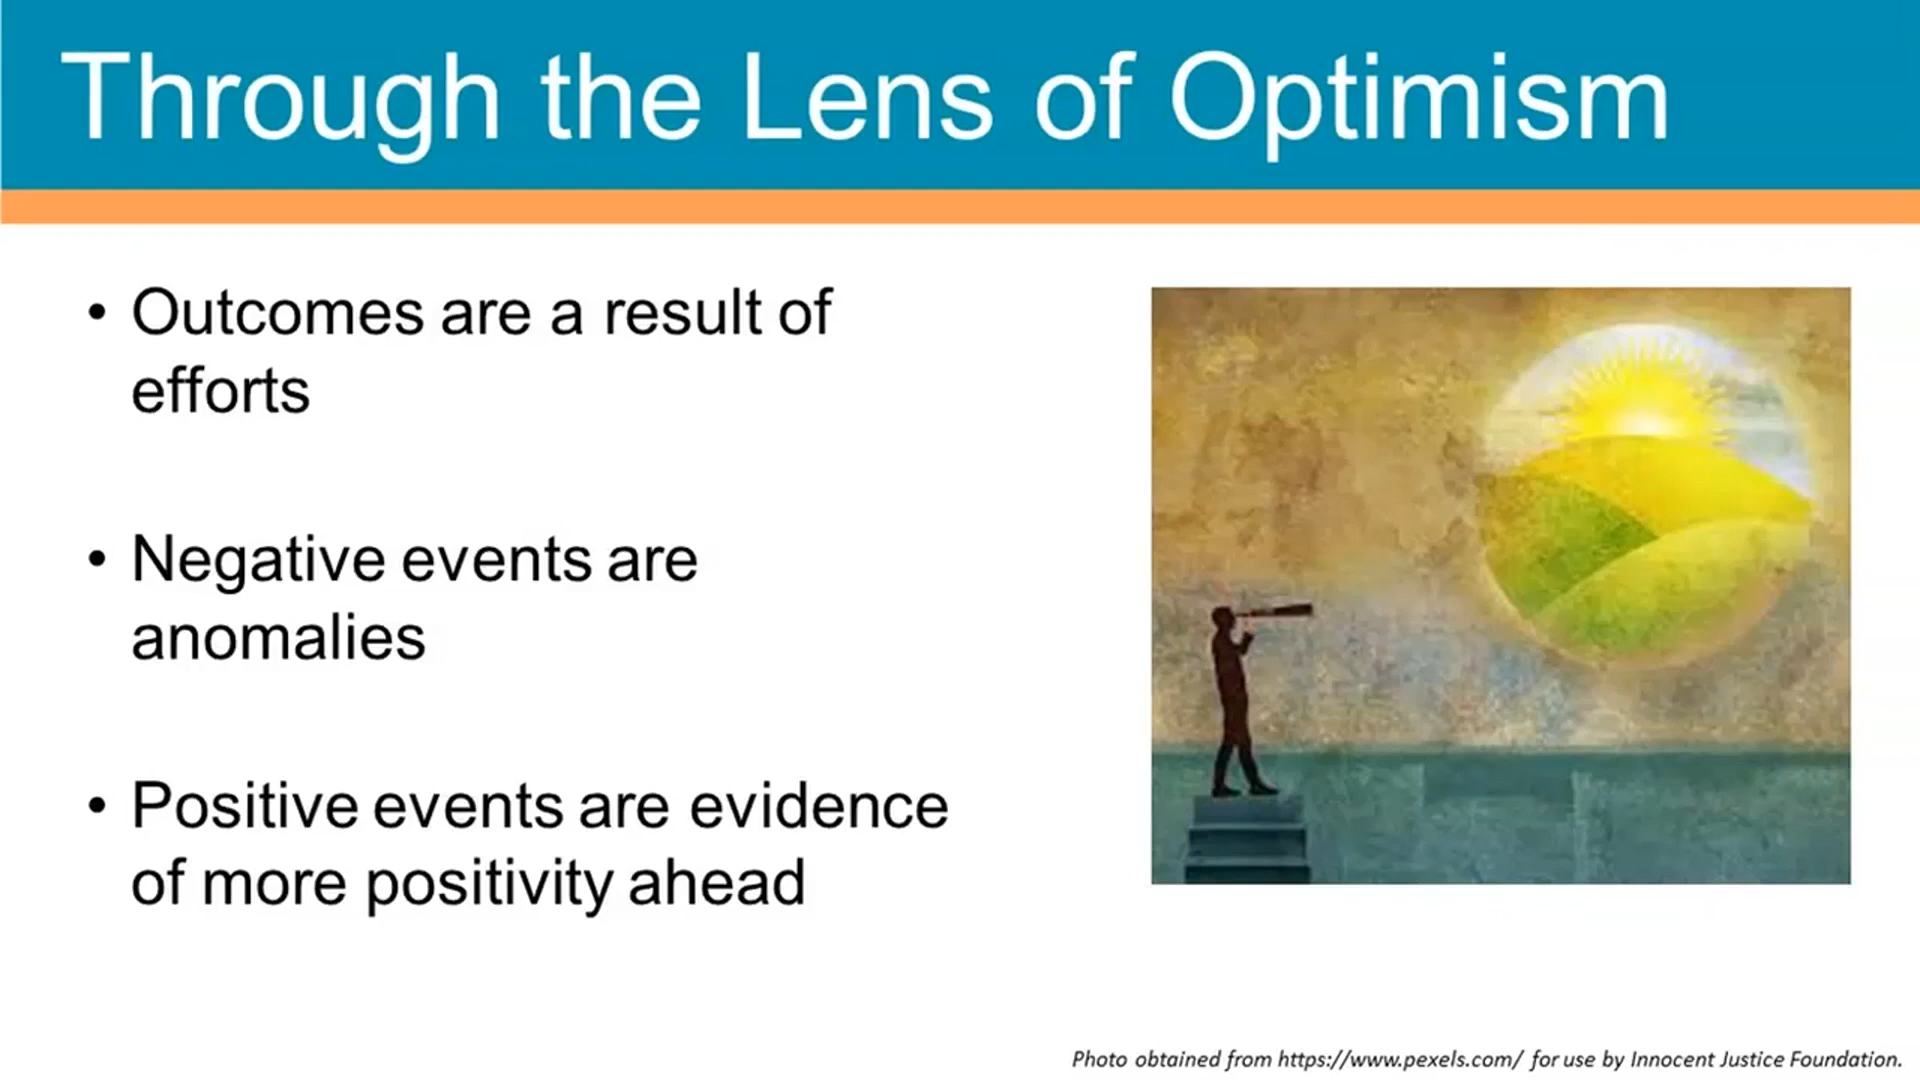 Through the Lens of Optimism
• Outcomes are a result of
efforts
• Negative events are
anomalies
• Positive events are evidence
of more positivity ahead
Photo obtained from https://www.pexels.com/ for use by Innocent Justice Foundation.